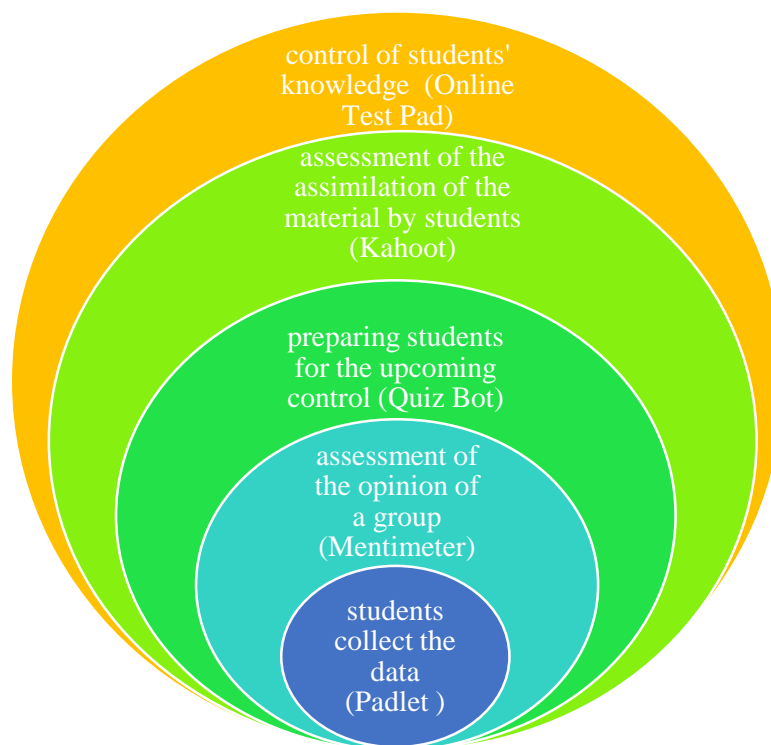 control of students'
knowledge (Online
Test Pad)
assessment of the
assimilation of the
material by students
(Kahoot)
preparing students
for the upcoming
control (Quiz Bot)
assessment of
the opinion of
a group
(Mentimeter)
students
collect the
data
(Padlet )